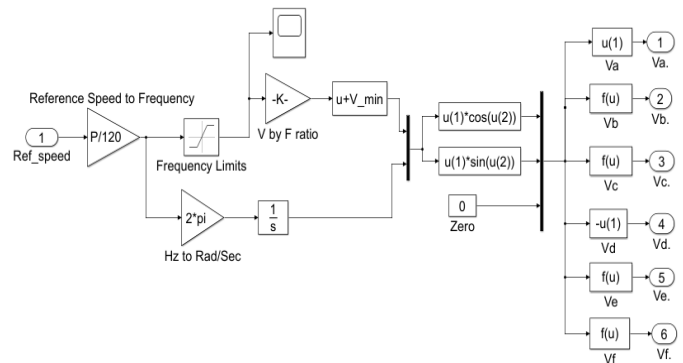 Reference Speed to Frequency
1
Ref_speed
P/120
Frequency Limits
-K-
V by F ratio
u+V_min
2*pi
Hz to Rad/Sec
1
s
u(1)*cos(u(2))
u(1)*sin(u(2))
0
Zero
u(1)
Va
1
Va.
f(u)
Vb
2
Vb.
f(u)
Vc
3
Vc.
-u(1)
Vd
4
Vd.
f(u)
Ve
5
Ve.
f(u)
Vf
6
Vf.